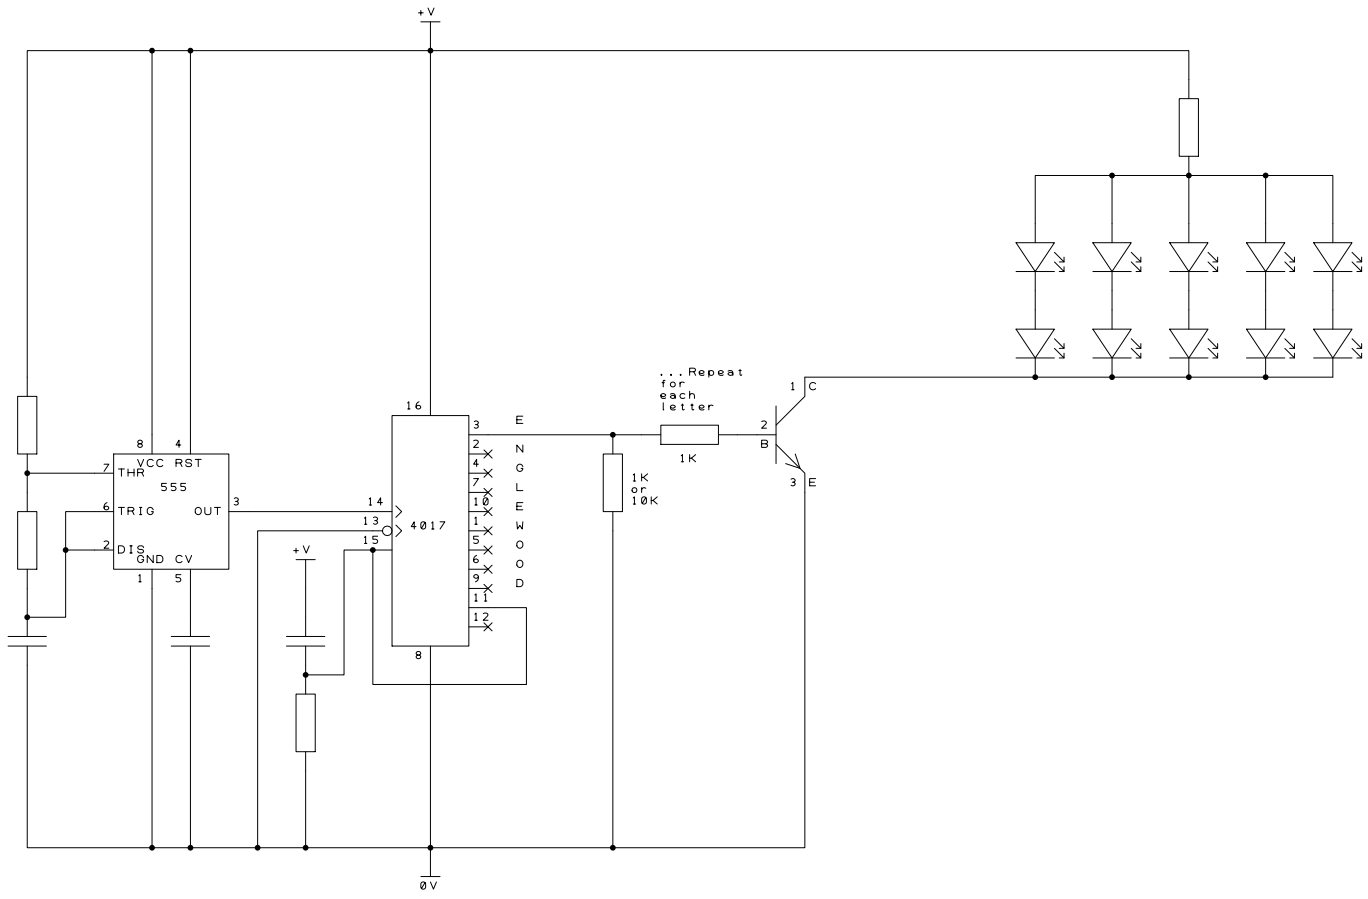 +V
...Repeat
for
each
letter
1 C
16
E
3
2
B
1K
8 4
N
2
7 VCC RST
THR
G
4
3 E
1K
or
10K
555
L
7
6 TRIG OUT 3
14
E
10
13
4017
W
1
15
+V
O
5
2 DIS
GND CV
O
6
1 5
D
9
11
12
8
0V